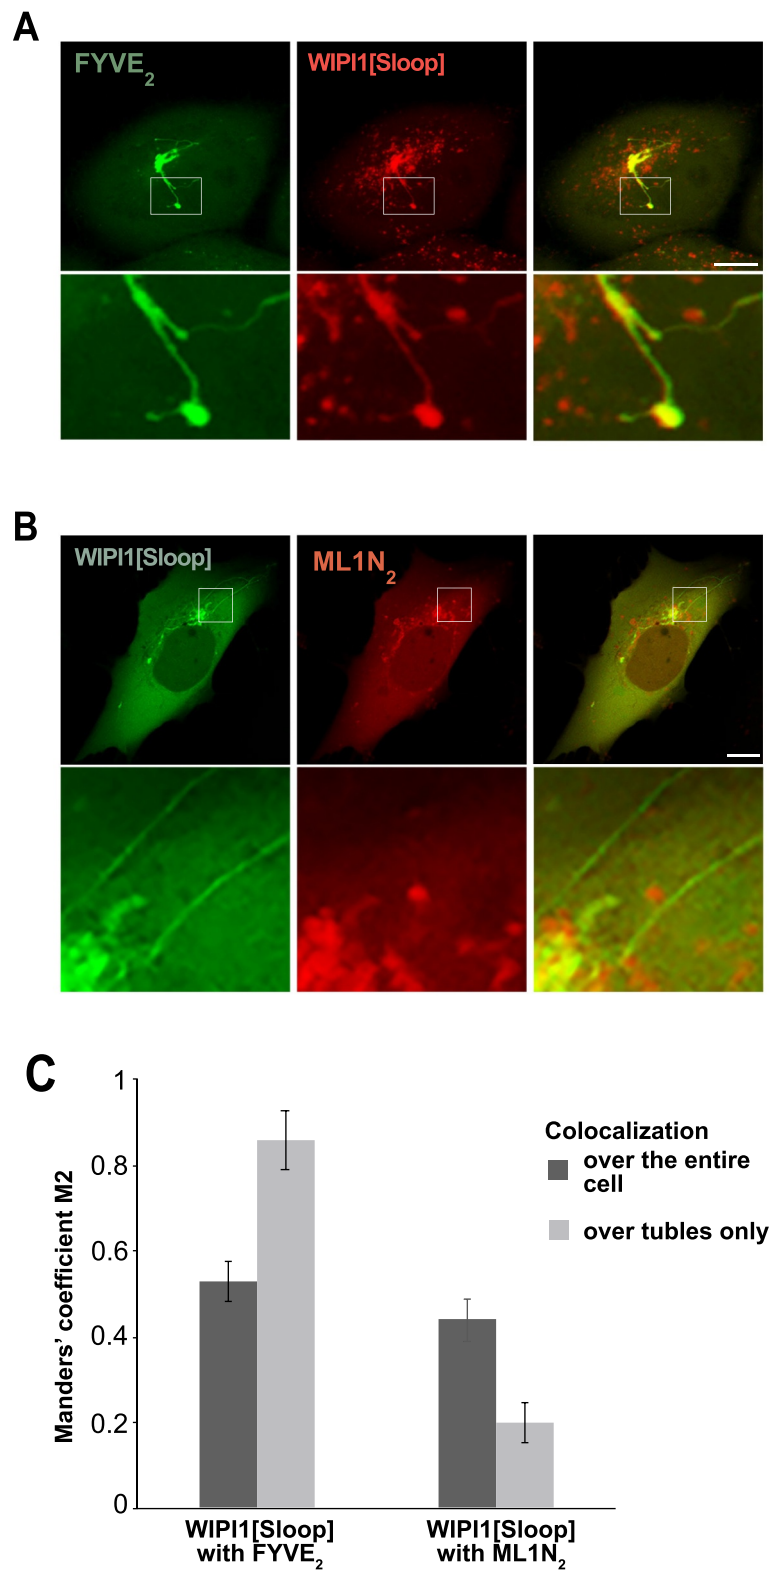 A
FYVE2
WIPI1[Sloop]
B
WIPI1[Sloop]
ML1N2
C
1
0.8
0.6
0.4
0.2
0
Manders' coefficient M2
Colocalization
over the entire
cell
over tubles only
WIPI1[Sloop]
with FYVE2
WIPI1[Sloop]
with ML1N2